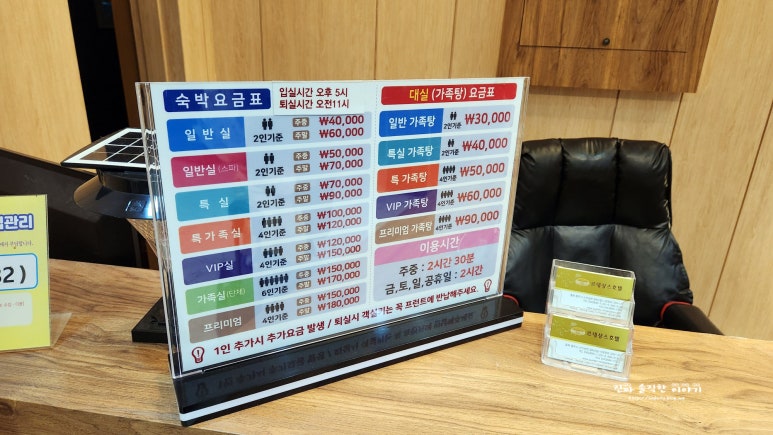 숙박요금표
입실시간 오후 5시
퇴실시간 오전11시
일반실 2인기준 주중 ₩40,000
주말 ₩60,000
일반실 (스파) 2인기준 주중 ₩50,000
주말 ₩70,000
특실 2인기준 주중 ₩70,000
주말 ₩90,000
특가족실 4인기준 주중 ₩100,000
주말 ₩120,000
VIP실 4인기준 주중 ₩120,000
주말 ₩150,000
가족실(단체) 6인기준 주중 ₩150,000
주말 ₩170,000
프리미엄 4인기준 주중 ₩150,000
주말 ₩180,000
대실 (가족탕) 요금표
일반 가족탕 2인기준 ₩30,000
특실 가족탕 2인기준 ₩40,000
특 가족탕 4인기준 ₩50,000
VIP 가족탕 4인기준 ₩60,000
프리미엄 가족탕 4인기준 ₩90,000
이용시간
주중 : 2시간 30분
금,토,일,공휴일 : 2시간
1인 추가시 추가요금 발생 / 퇴실시 객실키는 꼭 프런트에 반납해주세요.
관리
32)